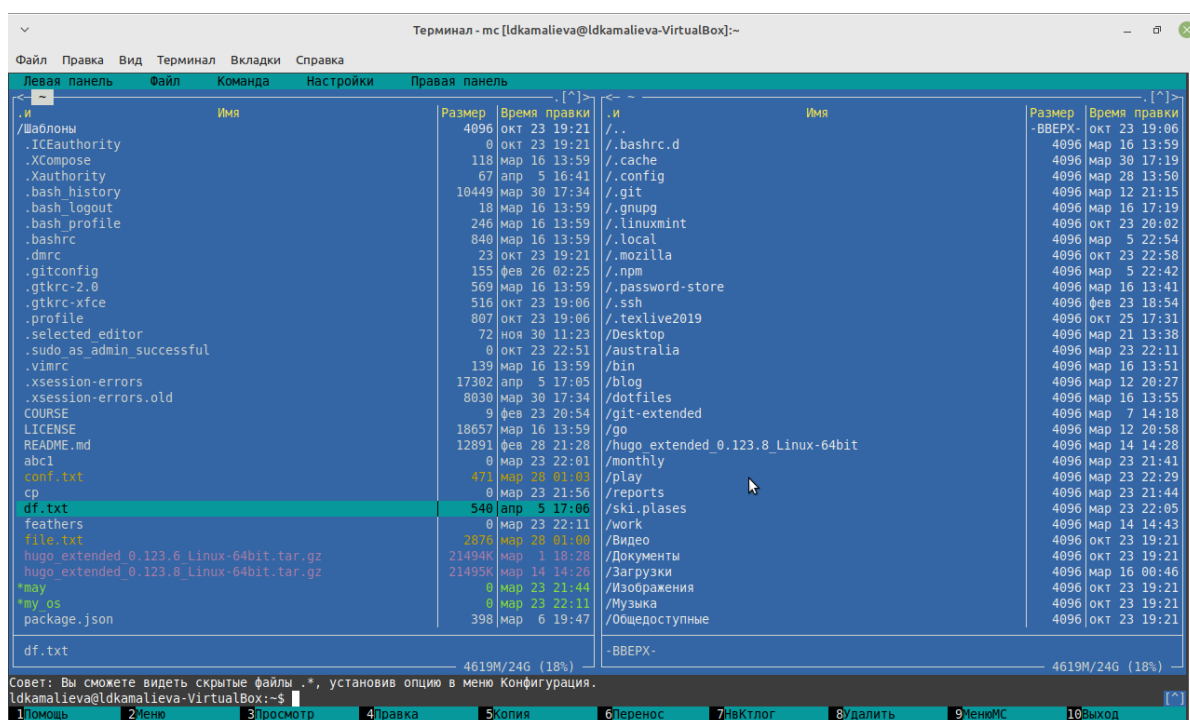 Терминал - mc [ldkamalieva@ldkamalieva-VirtualBox]:~
Файл Правка Вид Терминал Вкладки Справка
Левая панель Файл Команда Настройки Правая панель
<- ~ .[^]>
.и Имя Размер Время правки
/Шаблоны 4096 окт 23 19:21
.ICEauthority 0 окт 23 19:21
.XCompose 118 мар 16 13:59
.Xauthority 67 апр 5 16:41
.bash_history 10449 мар 30 17:34
.bash_logout 18 мар 16 13:59
.bash_profile 246 мар 16 13:59
.bashrc 840 мар 16 13:59
.dmrc 23 окт 23 19:21
.gitconfig 155 фев 26 02:25
.gtkrc-2.0 569 мар 16 13:59
.gtkrc-xfce 516 окт 23 19:06
.profile 807 окт 23 19:06
.selected_editor 72 ноя 30 11:23
.sudo_as_admin_successful 0 окт 23 22:51
.vimrc 139 мар 16 13:59
.xsession-errors 17302 апр 5 17:05
.xsession-errors.old 8030 мар 30 17:34
COURSE 9 фев 23 20:54
LICENSE 18657 мар 16 13:59
README.md 12891 фев 28 21:28
abc1 0 мар 23 22:01
conf.txt 471 мар 28 01:03
cp 0 мар 23 21:56
df.txt 540 апр 5 17:06
feathers 0 мар 23 22:11
file.txt 2876 мар 28 01:00
hugo_extended_0.123.6_Linux-64bit.tar.gz 21494K мар 1 18:28
hugo_extended_0.123.8_Linux-64bit.tar.gz 21495K мар 14 14:26
*may 0 мар 23 21:44
*my_os 0 мар 23 22:11
package.json 398 мар 6 19:47
df.txt
4619M/24G (18%)
<- ~ .[^]>
.и Имя Размер Время правки
/.. -ВВЕРХ- окт 23 19:06
/.bashrc.d 4096 мар 16 13:59
/.cache 4096 мар 30 17:19
/.config 4096 мар 28 13:50
/.git 4096 мар 12 21:15
/.gnupg 4096 мар 16 17:19
/.linuxmint 4096 окт 23 20:02
/.local 4096 мар 5 22:54
/.mozilla 4096 окт 23 22:58
/.npm 4096 мар 5 22:42
/.password-store 4096 мар 16 13:41
/.ssh 4096 фев 23 18:54
/.texlive2019 4096 окт 25 17:31
/Desktop 4096 мар 21 13:38
/australia 4096 мар 23 22:11
/bin 4096 мар 16 13:51
/blog 4096 мар 12 20:27
/dotfiles 4096 мар 16 13:55
/git-extended 4096 мар 7 14:18
/go 4096 мар 12 20:58
/hugo_extended_0.123.8_Linux-64bit 4096 мар 14 14:28
/monthly 4096 мар 23 21:41
/play 4096 мар 23 22:29
/reports 4096 мар 23 21:44
/ski.plases 4096 мар 23 22:05
/work 4096 мар 14 14:43
/Видео 4096 окт 23 19:21
/Документы 4096 окт 23 19:21
/Загрузки 4096 мар 16 00:46
/Изображения 4096 окт 23 19:21
/Музыка 4096 окт 23 19:21
/Общедоступные 4096 окт 23 19:21
-ВВЕРХ-
4619M/24G (18%)
Совет: Вы сможете видеть скрытые файлы .*, установив опцию в меню Конфигурация.
ldkamalieva@ldkamalieva-VirtualBox:~$ [^]
1Помощь 2Меню 3Просмотр 4Правка 5Копия 6Перенос 7НвКтлог 8Удалить 9МенюМС 10Выход